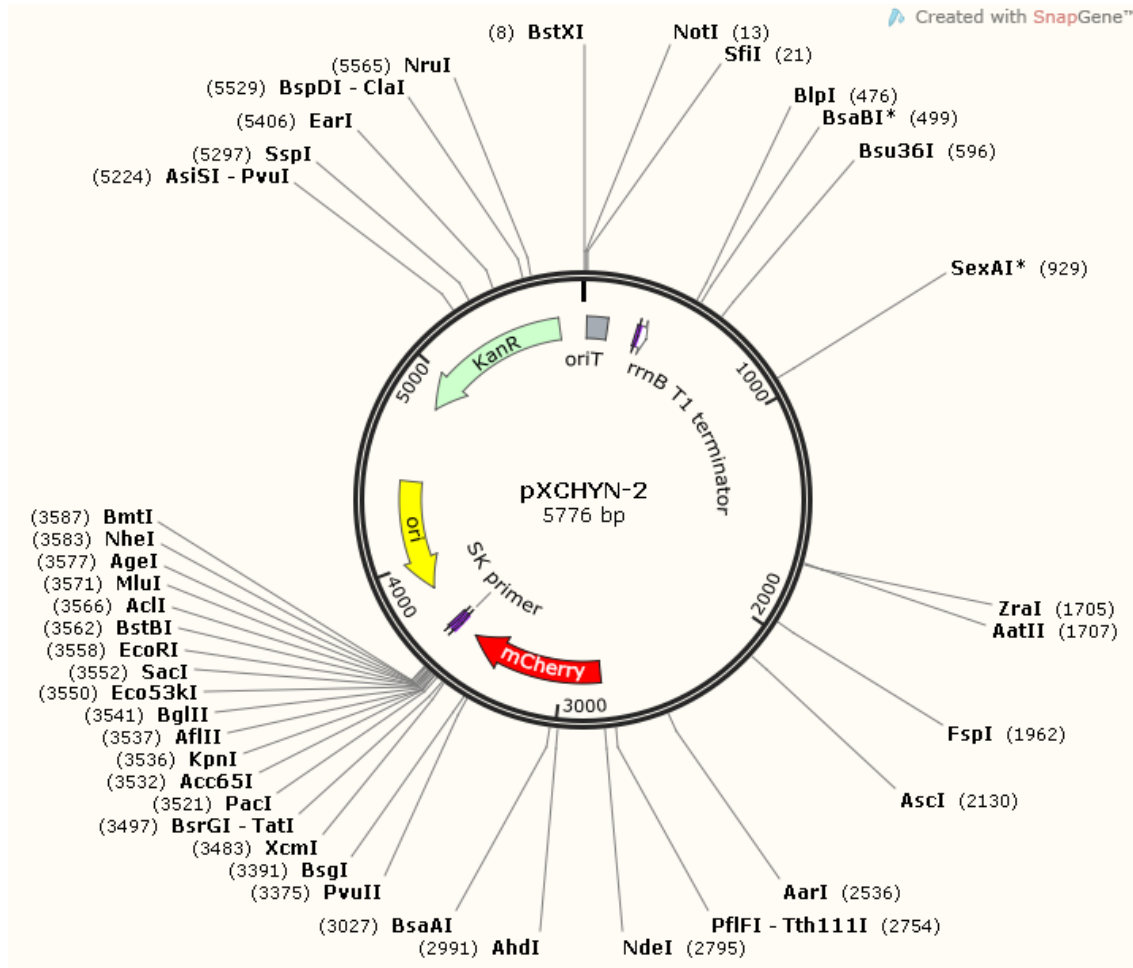 Created with SnapGene™
(8) BstXI
NotI (13)
SfiI (21)
BlpI (476)
BsaBI* (499)
Bsu36I (596)
SexAI* (929)
ZraI (1705)
AatII (1707)
FspI (1962)
AscI (2130)
AarI (2536)
PflFI - Tth111I (2754)
NdeI (2795)
(2991) AhdI
(3027) BsaAI
(3375) PvuII
(3391) BsgI
(3483) XcmI
(3497) BsrGI - TatI
(3521) PacI
(3532) Acc65I
(3536) KpnI
(3537) AflII
(3541) BglII
(3550) Eco53kI
(3552) SacI
(3558) EcoRI
(3562) BstBI
(3566) AclI
(3571) MluI
(3577) AgeI
(3583) NheI
(3587) BmtI
(5224) AsiSI - PvuI
(5297) SspI
(5406) EarI
(5529) BspDI - ClaI
(5565) NruI
KanR
oriT
rrnB T1 terminator
1000
2000
3000
4000
5000
ori
SK primer
mCherry
pXCHYN-2
5776 bp